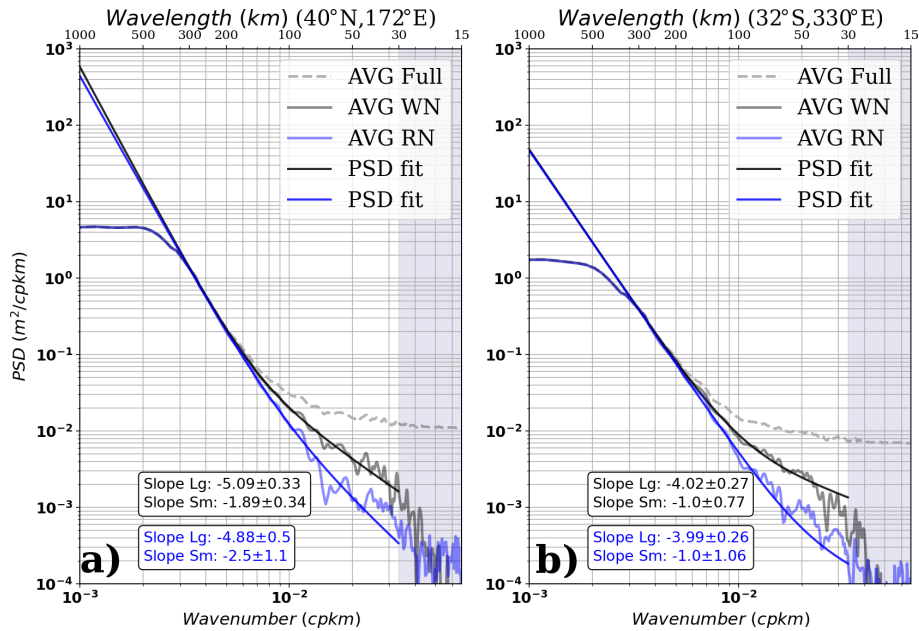 Wavelength (km) (40°N,172°E)
1000 500 300 200 100 50 30 15
10³
10²
10¹
10⁰
10⁻¹
10⁻²
10⁻³
10⁻⁴
PSD (m²/cpkm)
AVG Full
AVG WN
AVG RN
PSD fit
PSD fit
Slope Lg: -5.09±0.33
Slope Sm: -1.89±0.34
Slope Lg: -4.88±0.5
Slope Sm: -2.5±1.1
a)
10⁻³ 10⁻²
Wavenumber (cpkm)
Wavelength (km) (32°S,330°E)
1000 500 300 200 100 50 30 15
10³
10²
10¹
10⁰
10⁻¹
10⁻²
10⁻³
10⁻⁴
AVG Full
AVG WN
AVG RN
PSD fit
PSD fit
Slope Lg: -4.02±0.27
Slope Sm: -1.0±0.77
Slope Lg: -3.99±0.26
Slope Sm: -1.0±1.06
b)
10⁻³ 10⁻²
Wavenumber (cpkm)